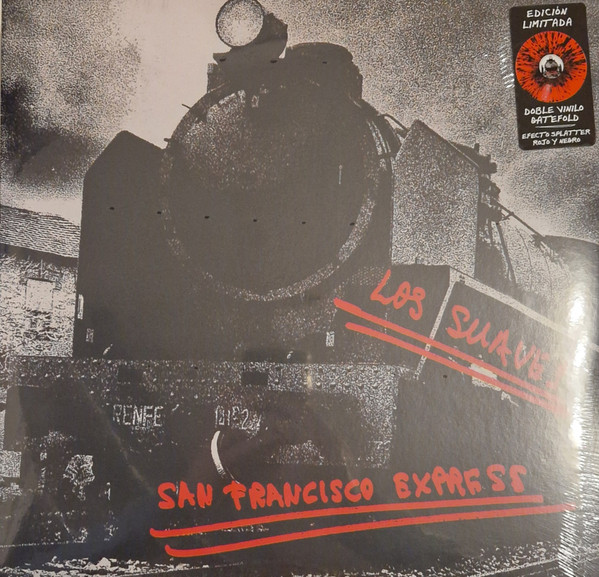 EDICIÓN
LIMITADA
DOBLE VINILO
GATEFOLD
EFECTO SPLATTER
ROJO Y NEGRO
LOS SUAVES
RENFE
SAN FRANCISCO EXPRESS